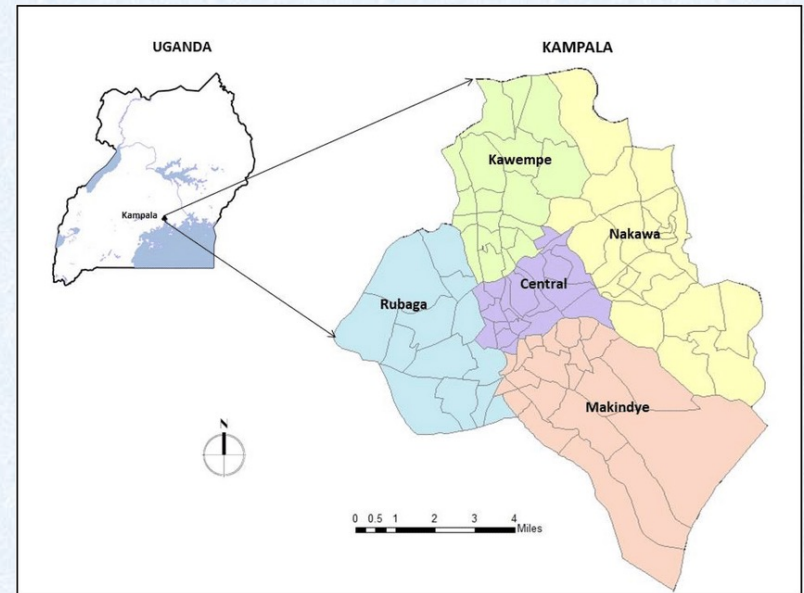 UGANDA
KAMPALA
Kampala
Kawempe
Nakawa
Central
Rubaga
Makindye
N
0 0.5 1 2 3 4
Miles